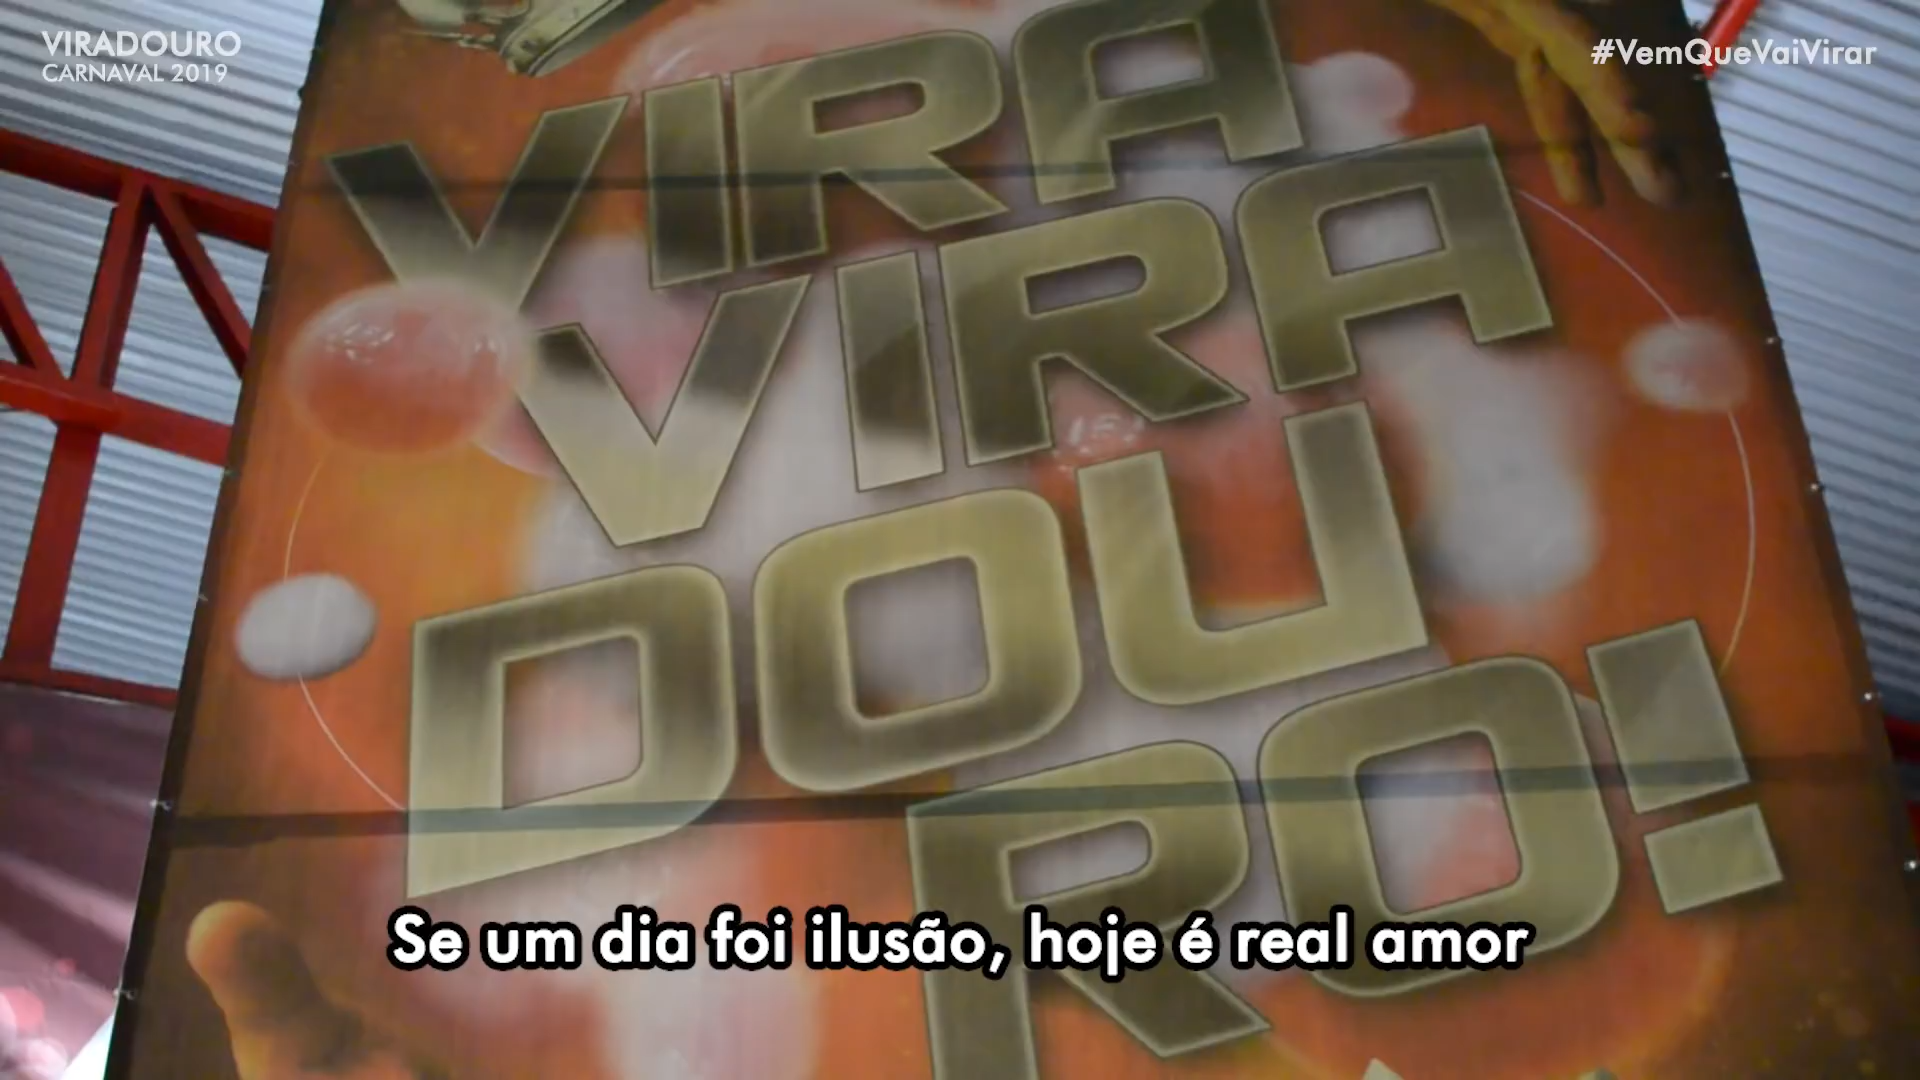 VIRADOURO
CARNAVAL 2019
#VemQueVaiVirar
VIRA
VIRA
DOU
RO!
Se um dia foi ilusão, hoje é real amor